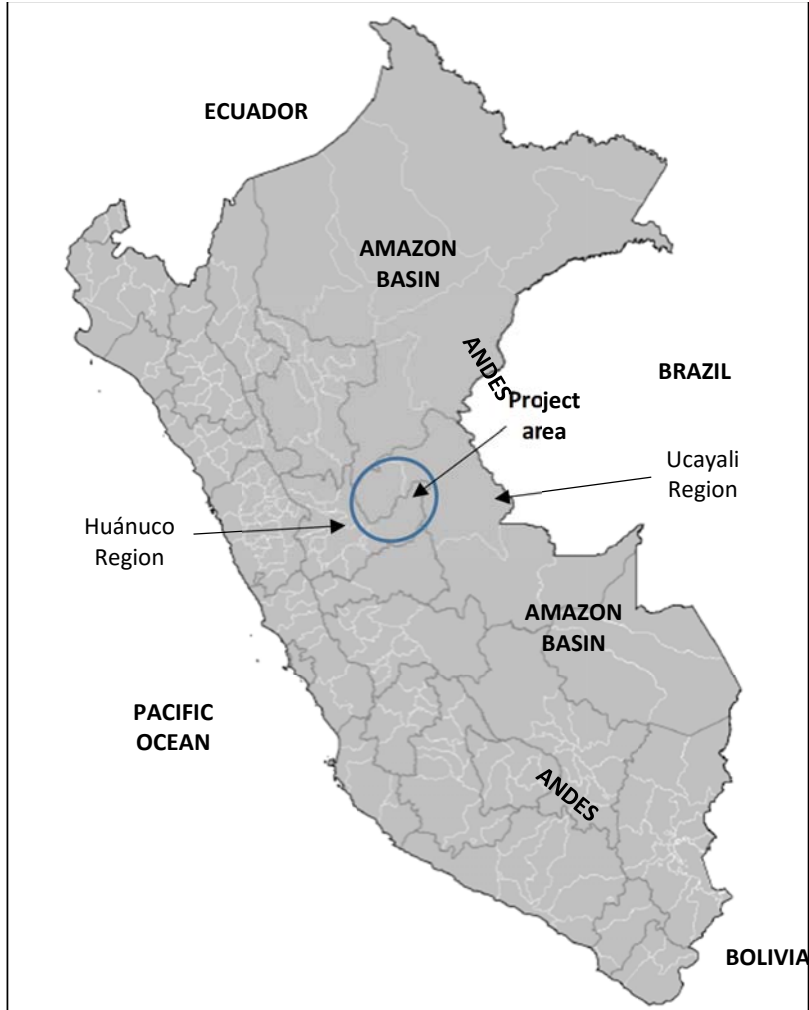 ECUADOR
AMAZON
BASIN
ANDES
BRAZIL
Project
area
Ucayali
Region
Huánuco
Region
AMAZON
BASIN
PACIFIC
OCEAN
ANDES
BOLIVIA